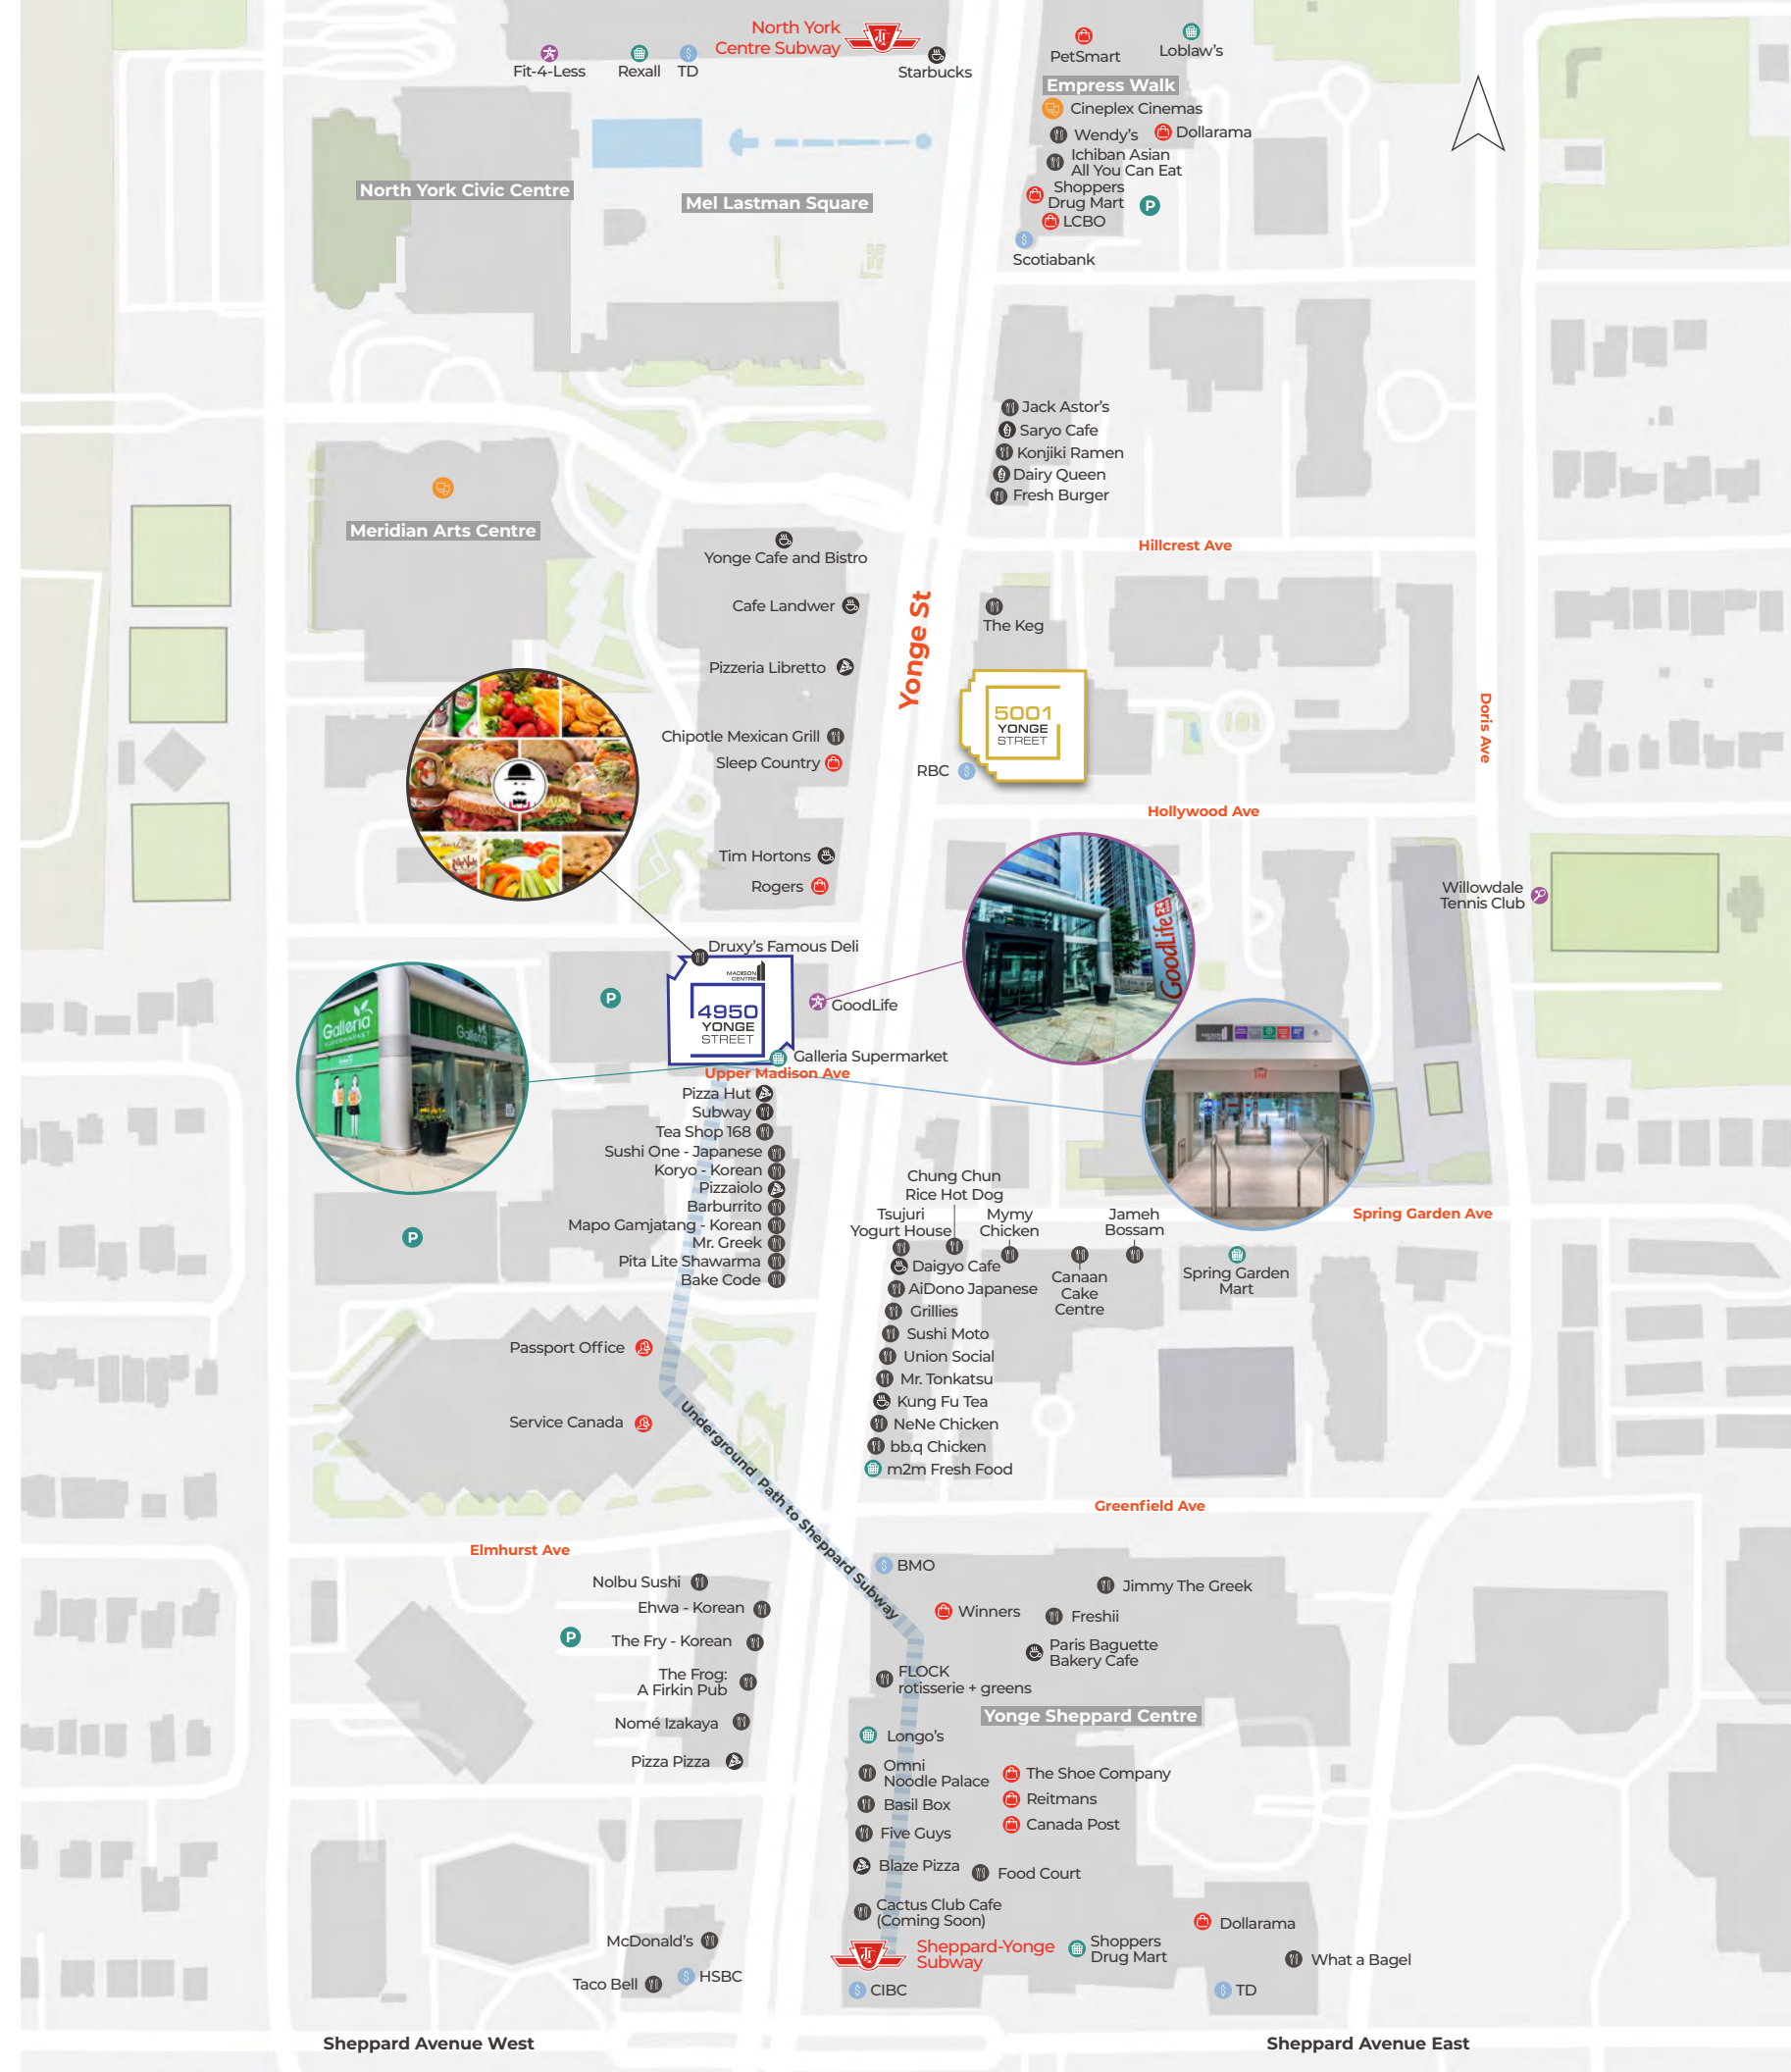 North York
Centre Subway
Fit-4-Less
Rexall
TD
Starbucks
PetSmart
Loblaw's
Empress Walk
Cineplex Cinemas
Wendy's
Dollarama
Ichiban Asian
All You Can Eat
Shoppers
Drug Mart
P
LCBO
Scotiabank
North York Civic Centre
Mel Lastman Square
Jack Astor's
Saryo Cafe
Konjiki Ramen
Dairy Queen
Fresh Burger
Meridian Arts Centre
Hillcrest Ave
Yonge Cafe and Bistro
Cafe Landwer
Pizzeria Libretto
Chipotle Mexican Grill
Sleep Country
Tim Hortons
Rogers
Yonge St
The Keg
5001
YONGE
STREET
RBC
Doris Ave
Hollywood Ave
Willowdale
Tennis Club
Druxy's Famous Deli
MADISON
CENTRE
4950
YONGE
STREET
P
GoodLife
GoodLife
24
Galleria Supermarket
Galleria
SUPERMARKET
Galleria
Upper Madison Ave
Pizza Hut
Subway
Tea Shop 168
Sushi One - Japanese
Koryo - Korean
Pizzaiolo
Barburrito
Mapo Gamjatang - Korean
Mr. Greek
Pita Lite Shawarma
Bake Code
P
Chung Chun
Rice Hot Dog
Tsujuri
Yogurt House
Mymy
Chicken
Jameh
Bossam
Spring Garden Ave
Daigyo Cafe
AiDono Japanese
Canaan
Cake
Centre
Spring Garden
Mart
Grillies
Sushi Moto
Union Social
Mr. Tonkatsu
Kung Fu Tea
NeNe Chicken
bb.q Chicken
m2m Fresh Food
Passport Office
Service Canada
Underground Path to Sheppard Subway
Greenfield Ave
Elmhurst Ave
Nolbu Sushi
Ehwa - Korean
P
The Fry - Korean
The Frog:
A Firkin Pub
Nomé Izakaya
Pizza Pizza
BMO
Winners
Jimmy The Greek
Freshii
Paris Baguette
Bakery Cafe
FLOCK
rotisserie + greens
Yonge Sheppard Centre
Longo's
Omni
Noodle Palace
Basil Box
Five Guys
Blaze Pizza
The Shoe Company
Reitmans
Canada Post
Food Court
Cactus Club Cafe
(Coming Soon)
Sheppard-Yonge
Subway
Shoppers
Drug Mart
Dollarama
What a Bagel
CIBC
TD
McDonald's
Taco Bell
HSBC
Sheppard Avenue West
Sheppard Avenue East